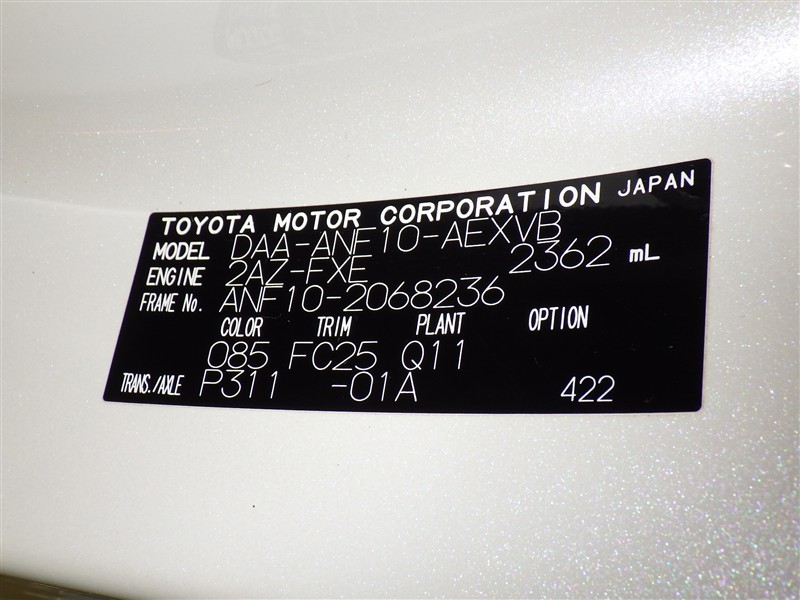 TOYOTA MOTOR CORPORATION JAPAN
MODEL DAA-ANF10-AEXVB
ENGINE 2AZ-FXE 2362 mL
FRAME No. ANF10-2068236
COLOR TRIM PLANT OPTION
085 FC25 Q11
TRANS./AXLE P311 -01A 422